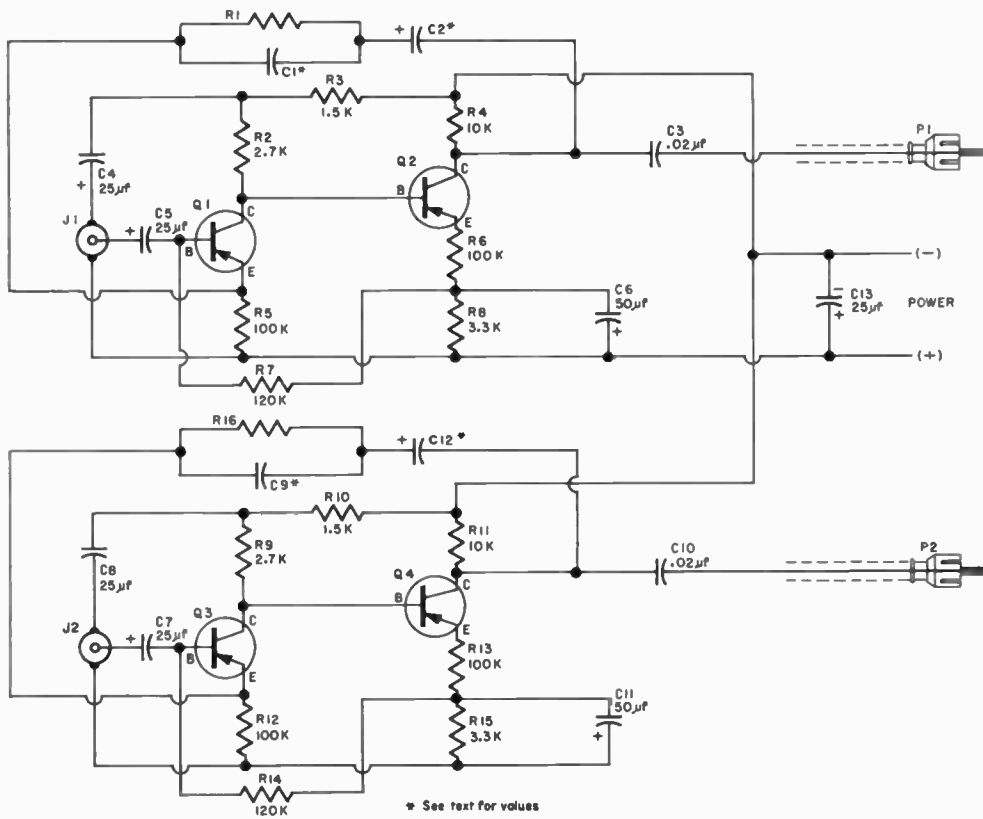 R1
C1*
+ C2*
R3
1.5K
R2
2.7K
R4
10K
C3
.02µf
P1
C4
25µf
+
J1
+ C5
25µf
Q1
B
C
E
Q2
B
C
E
R6
100K
R5
100K
R8
3.3K
C6
50µf
+
R7
120K
(-)
- C13
25µf
+
POWER
(+)
R16
C9*
+ C12*
R10
1.5K
R9
2.7K
R11
10K
C10
.02µf
P2
C8
25µf
J2
+ C7
25µf
Q3
B
C
E
Q4
B
C
E
R13
100K
R12
100K
R15
3.3K
C11
50µf
+
R14
120K
* See text for values